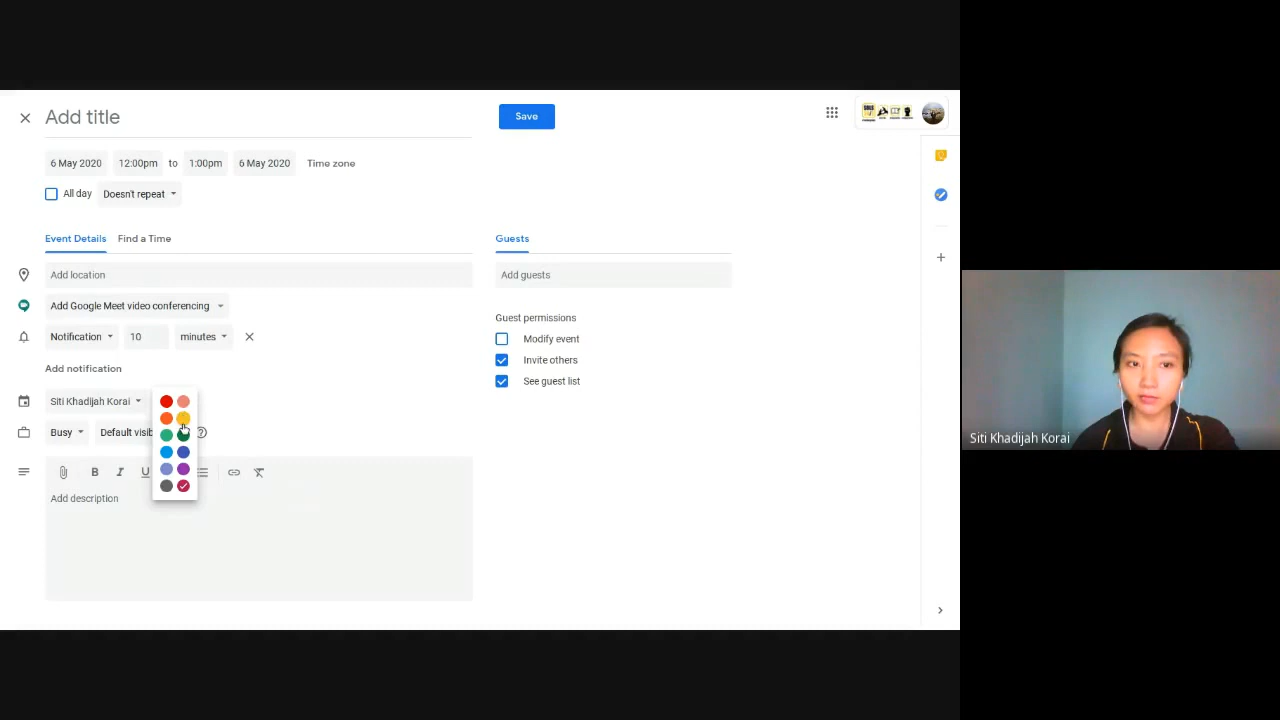 Add title
Save
6 May 2020 12:00pm to 1:00pm 6 May 2020 Time zone
All day Doesn't repeat
Event Details Find a Time
Guests
Add location
Add guests
Add Google Meet video conferencing
Guest permissions
Notification 10 minutes
Modify event
Invite others
Add notification
See guest list
Siti Khadijah Korai
Busy Default visib
B I U
Add description
Siti Khadijah Korai